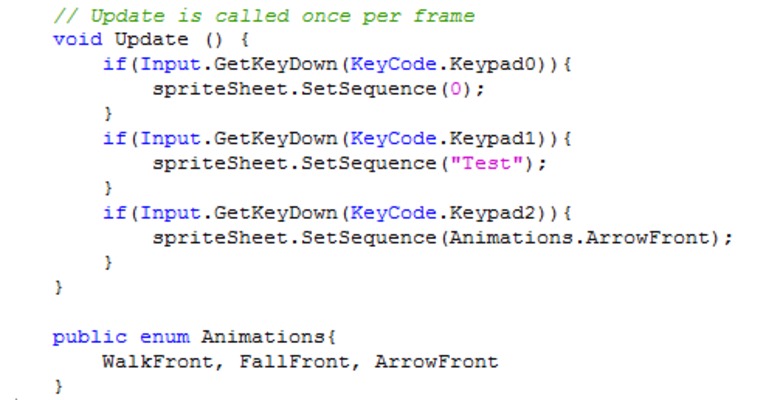 // Update is called once per frame
void Update () {
if(Input.GetKeyDown(KeyCode.Keypad0)){
spriteSheet.SetSequence(0);
}
if(Input.GetKeyDown(KeyCode.Keypad1)){
spriteSheet.SetSequence("Test");
}
if(Input.GetKeyDown(KeyCode.Keypad2)){
spriteSheet.SetSequence(Animations.ArrowFront);
}
}
public enum Animations{
WalkFront, FallFront, ArrowFront
}